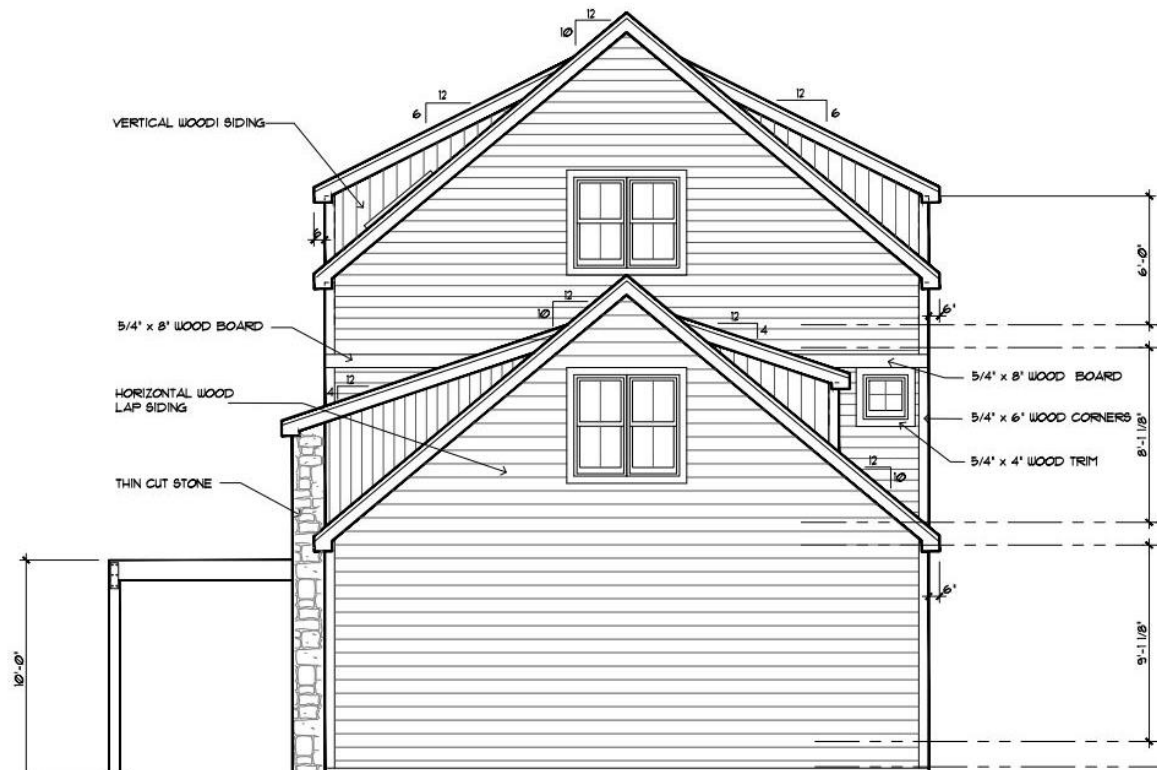 12
10
12
6
12
6
VERTICAL WOODI SIDING
6
6'-0"
6"
12
10
12
4
5/4" x 8" WOOD BOARD
5/4" x 8" WOOD BOARD
12
4
HORIZONTAL WOOD
LAP SIDING
5/4" x 6" WOOD CORNERS
8'-1 1/8"
5/4" x 4" WOOD TRIM
12
10
THIN CUT STONE
6"
9'-1 1/8"
10'-0"